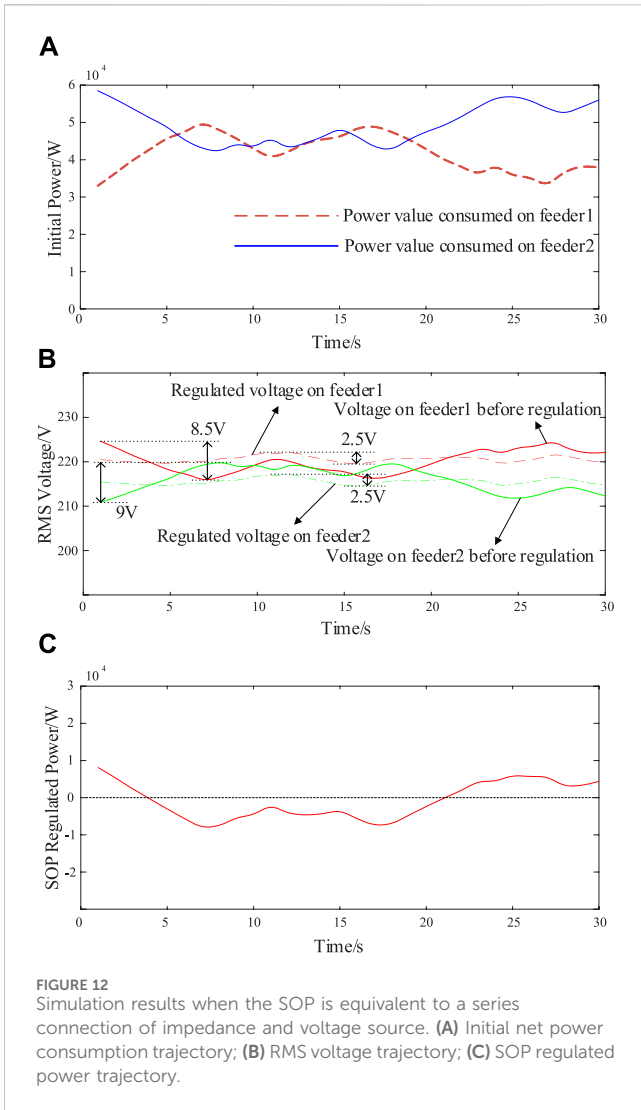 A
10^4
6
5
4
3
2
1
0
Initial Power/W
Power value consumed on feeder1
Power value consumed on feeder2
0
5
10
15
20
25
30
Time/s
B
230
220
210
200
RMS Voltage/V
Regulated voltage on feeder1
Voltage on feeder1 before regulation
8.5V
2.5V
9V
2.5V
Regulated voltage on feeder2
Voltage on feeder2 before regulation
0
5
10
15
20
25
30
Time/s
C
10^4
3
2
1
0
-1
-2
SOP Regulated Power/W
0
5
10
15
20
25
30
Time/s
FIGURE 12
Simulation results when the SOP is equivalent to a series
connection of impedance and voltage source. (A) Initial net power
consumption trajectory; (B) RMS voltage trajectory; (C) SOP regulated
power trajectory.